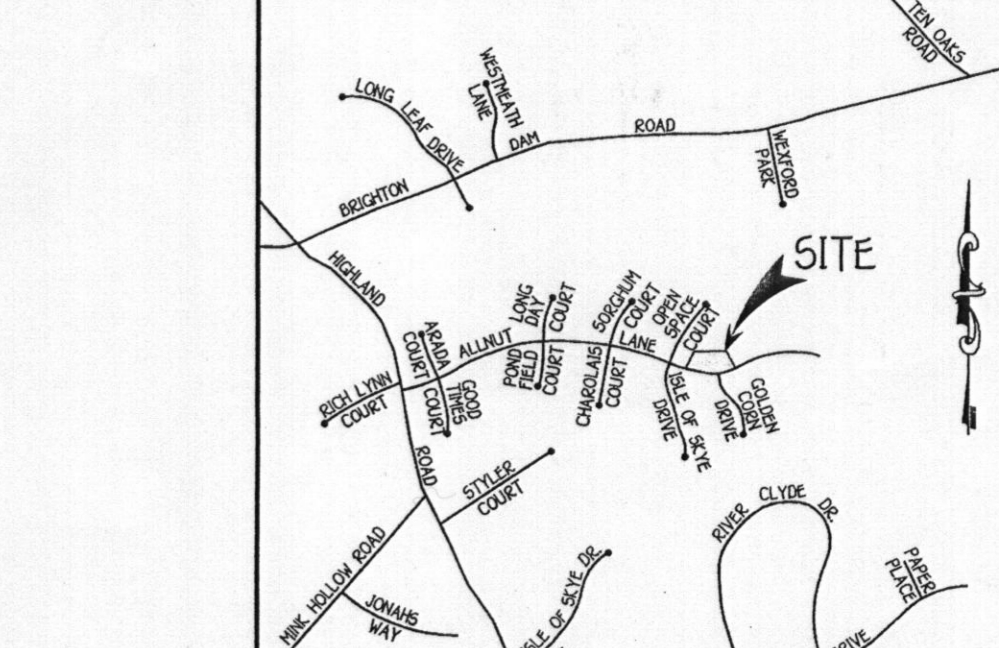 TEN OAKS
ROAD
WESTMEATH
LANE
LONG LEAF DRIVE
BRIGHTON DAM ROAD
WEXFORD
PARK
SITE
HIGHLAND ROAD
ALLNUT LANE
LONG
DAY
COURT
SORGHUM
COURT
OPEN
SPACE
COURT
ARADA
COURT
RICH LYNN
COURT
GOOD
TIMES
COURT
POND
FIELD
COURT
CHAROLAIS
COURT
ISLE OF SKYE
DRIVE
GOLDEN
CORN
DRIVE
STYLER
COURT
MINK HOLLOW ROAD
JONAHS
WAY
ISLE OF SKYE DR.
RIVER CLYDE DR.
PAPER
PLACE